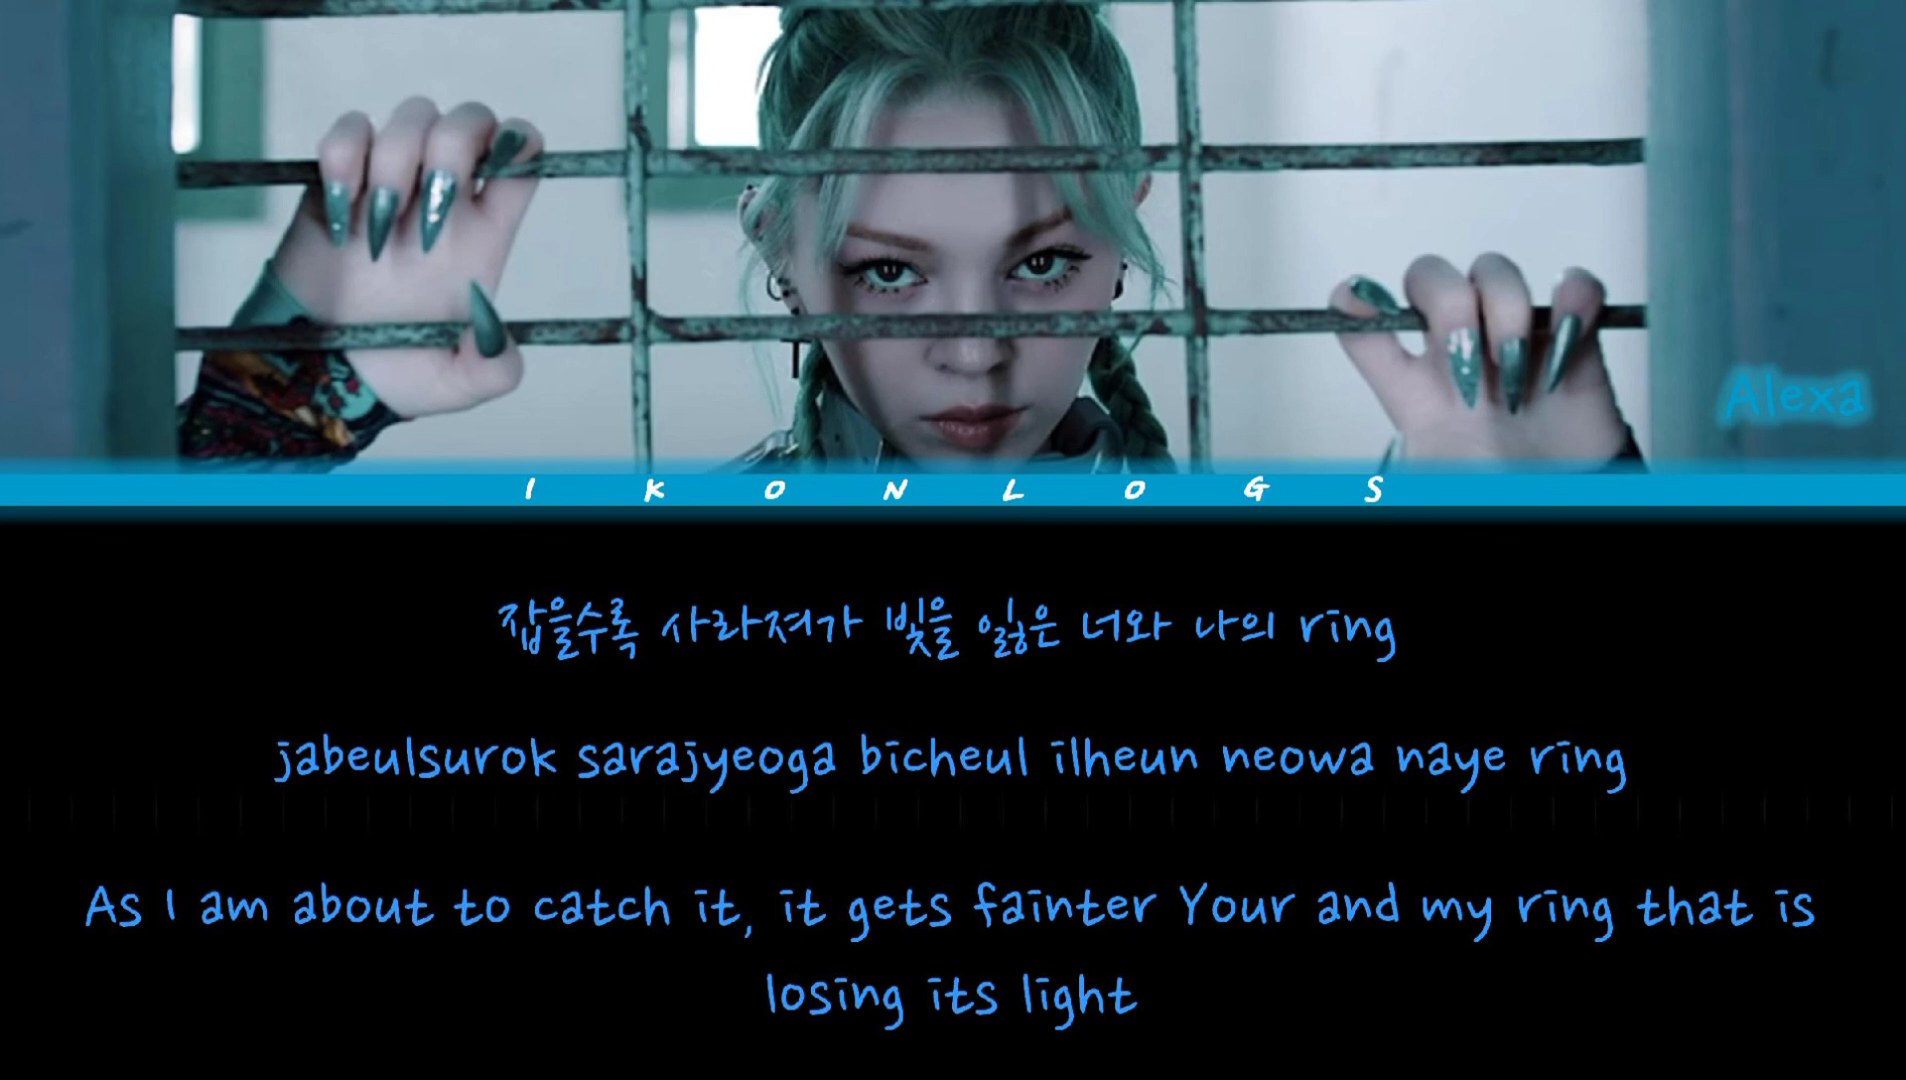 Alexa
I K O N L O G S
잡을수록 사라져가 빛을 잃은 너와 나의 ring
jabeulsurok sarajyeoga bicheul ilheun neowa naye ring
As I am about to catch it, it gets fainter Your and my ring that is
losing its light